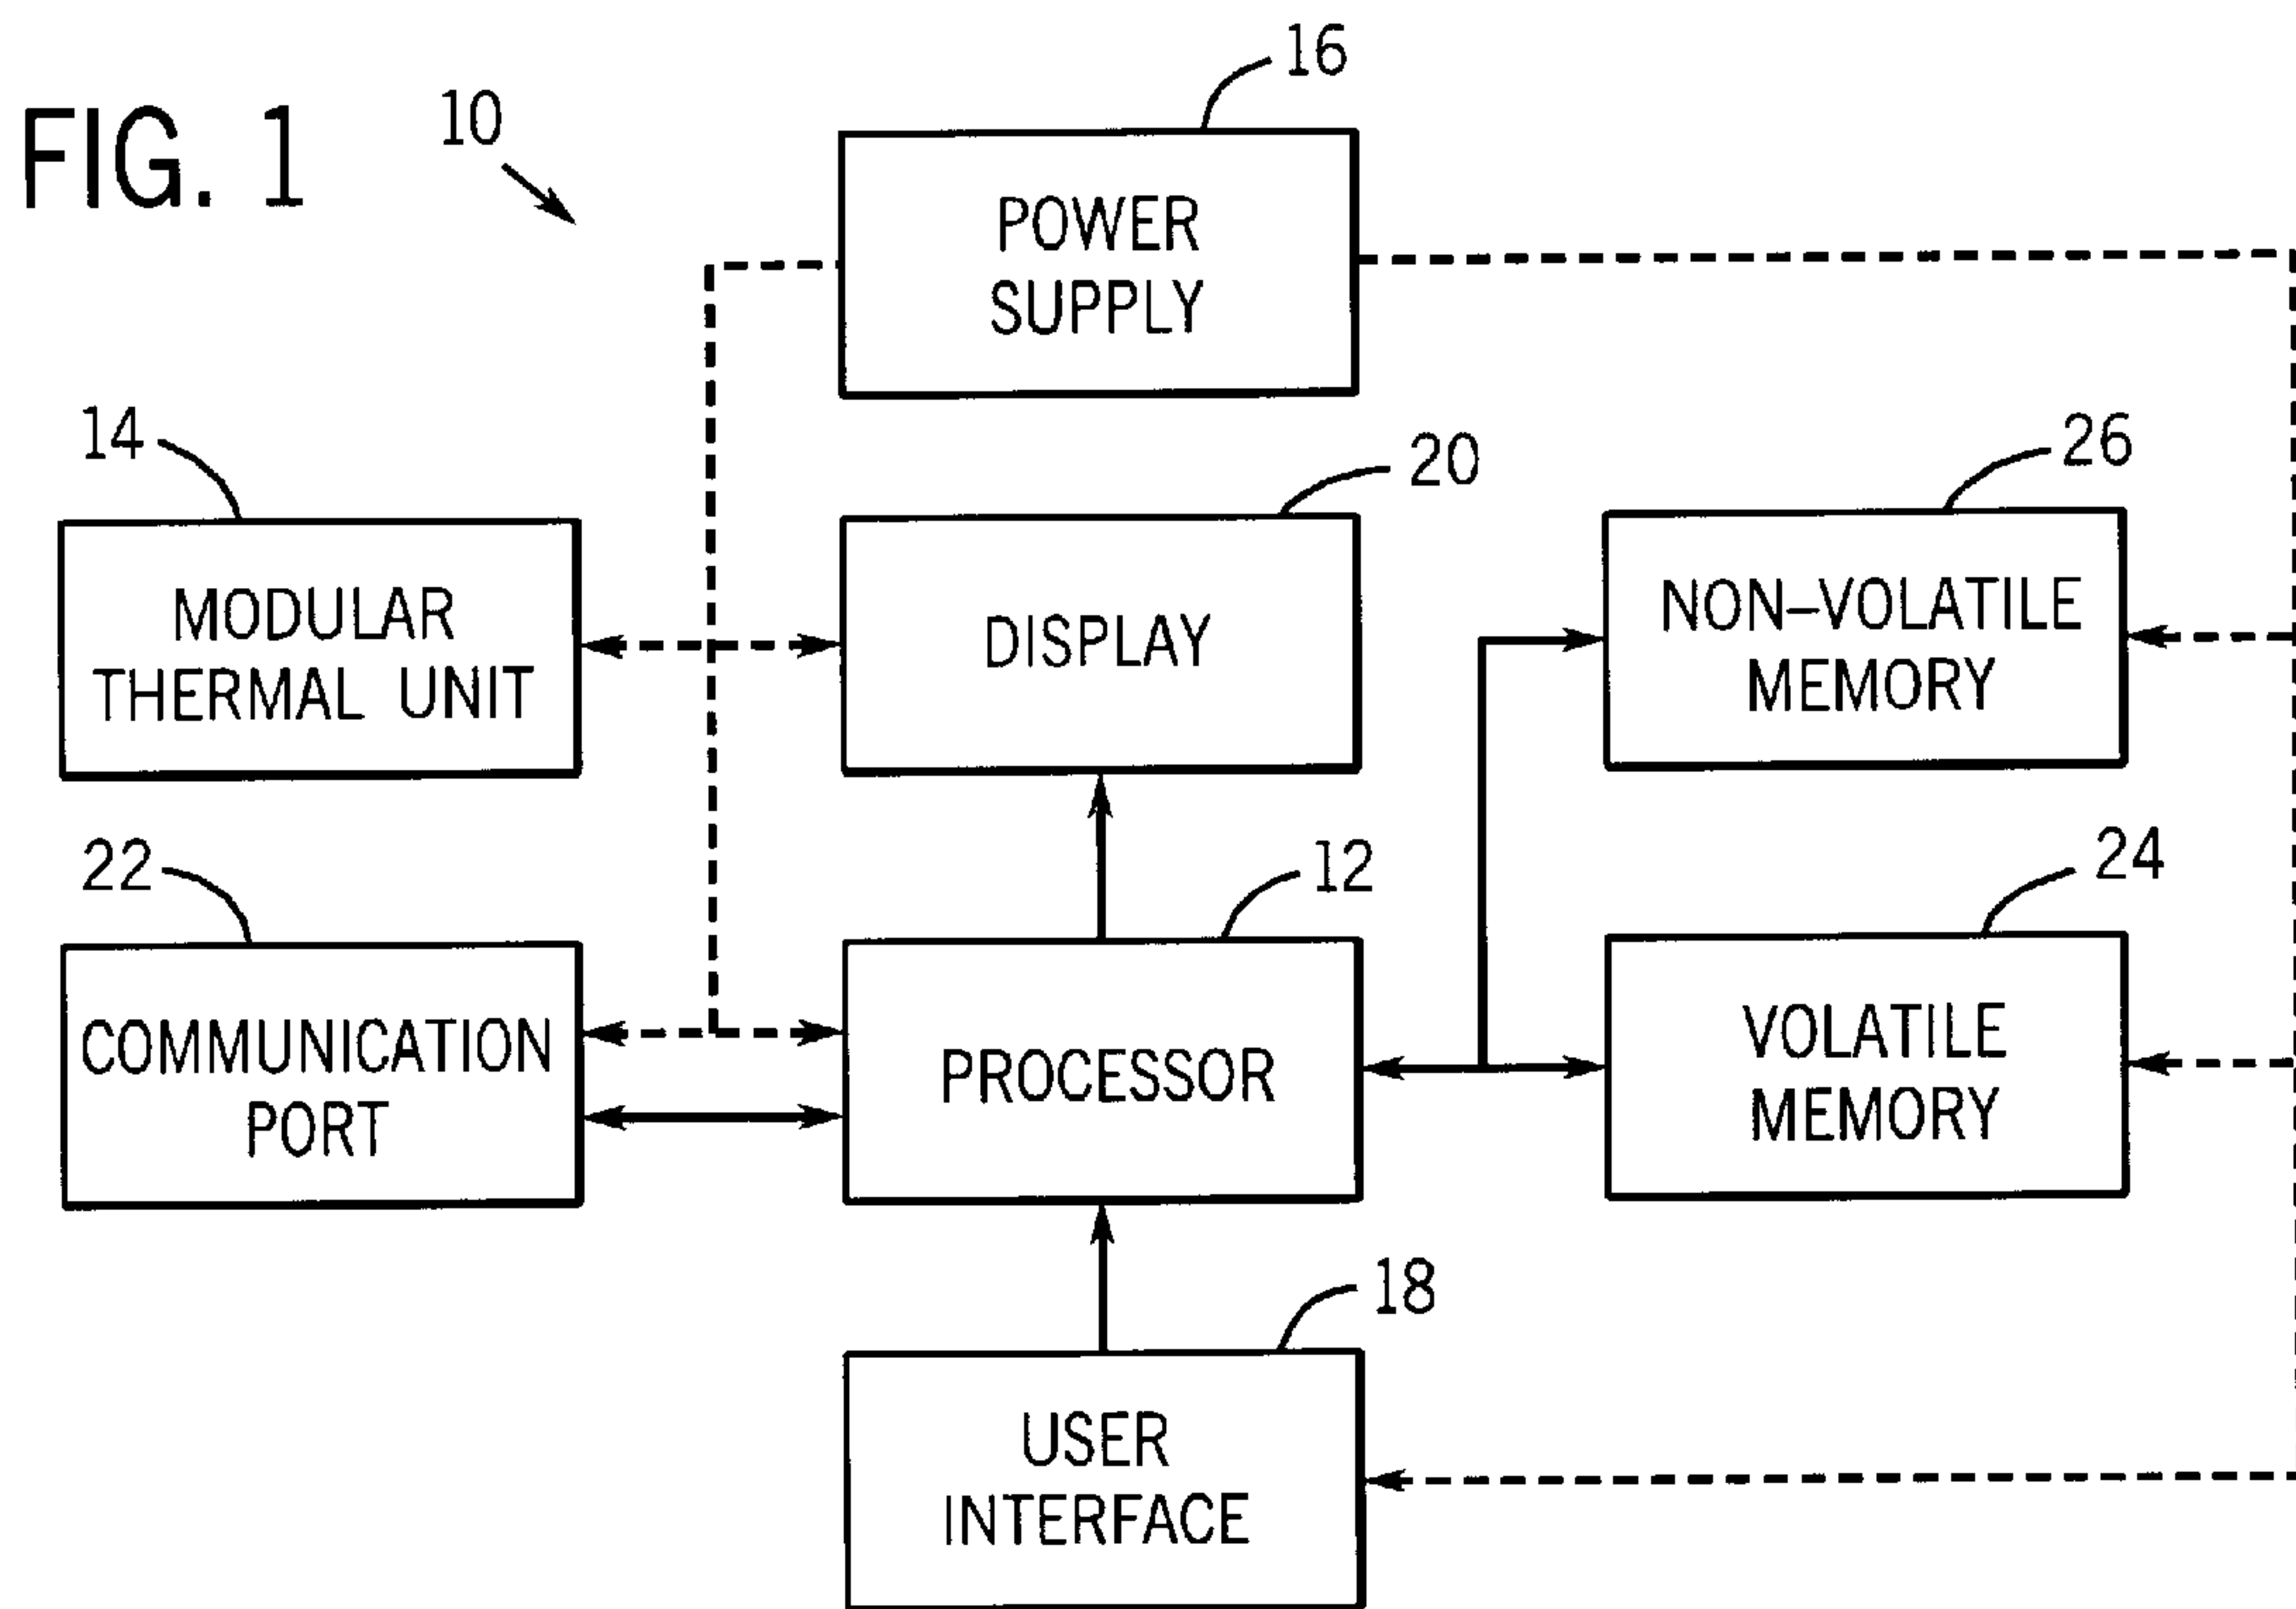 FIG. 1
10
16
POWER
SUPPLY
14
20
26
MODULAR
THERMAL UNIT
DISPLAY
NON-VOLATILE
MEMORY
22
12
24
COMMUNICATION
PORT
PROCESSOR
VOLATILE
MEMORY
18
USER
INTERFACE